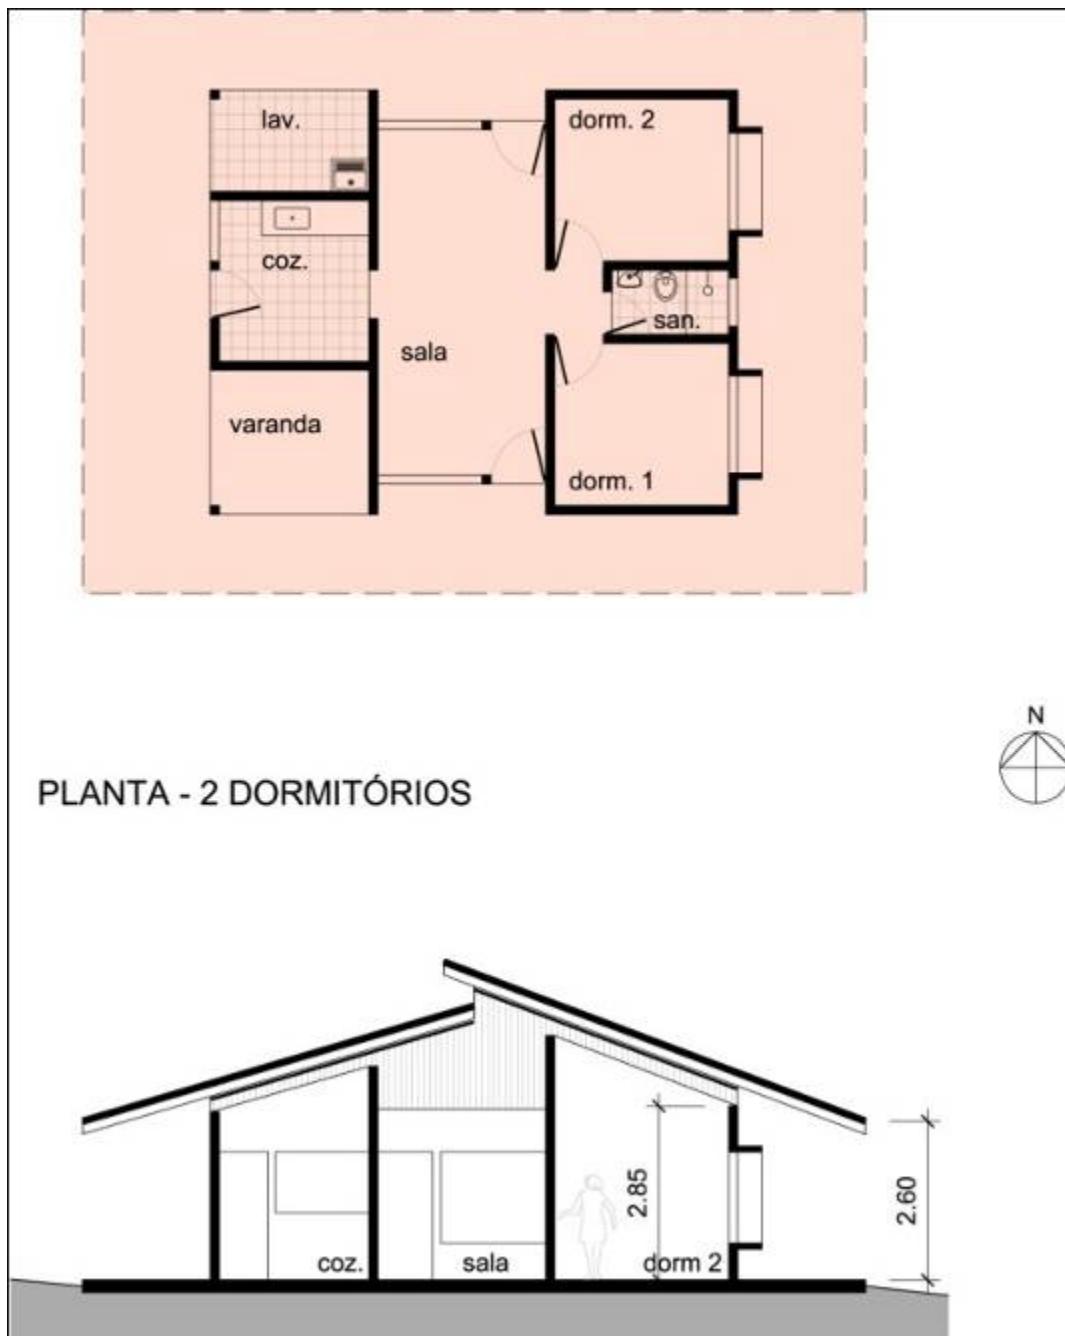 lav.
dorm. 2
coz.
san.
sala
varanda
dorm. 1
N
PLANTA - 2 DORMITÓRIOS
2.85
2.60
coz.
sala
dorm 2